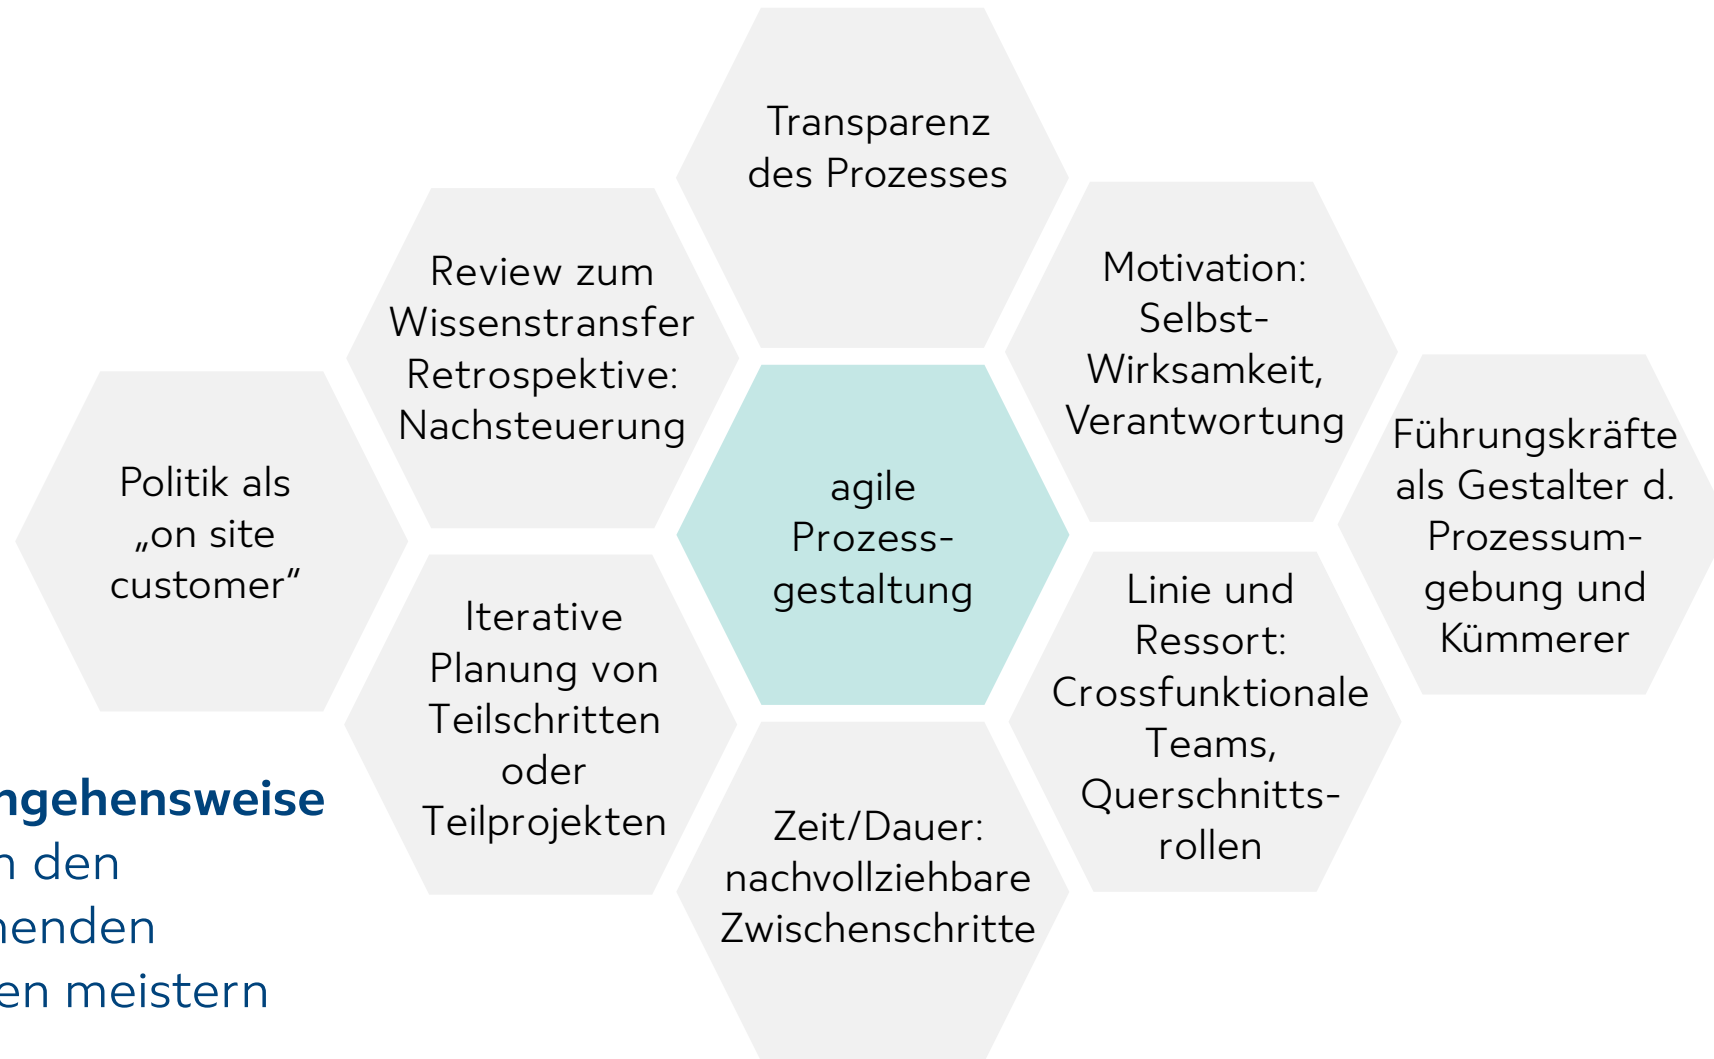 Transparenz
des Prozesses
Review zum
Wissenstransfer
Retrospektive:
Nachsteuerung
Motivation:
Selbst-
Wirksamkeit,
Verantwortung
Politik als
„on site
customer“
agile
Prozess-
gestaltung
Führungskräfte
als Gestalter d.
Prozessum-
gebung und
Kümmerer
Iterative
Planung von
Teilschritten
oder
Teilprojekten
Linie und
Ressort:
Crossfunktionale
Teams,
Querschnitts-
rollen
Zeit/Dauer:
nachvollziehbare
Zwischenschritte
ngehensweise
n den
enden
en meistern